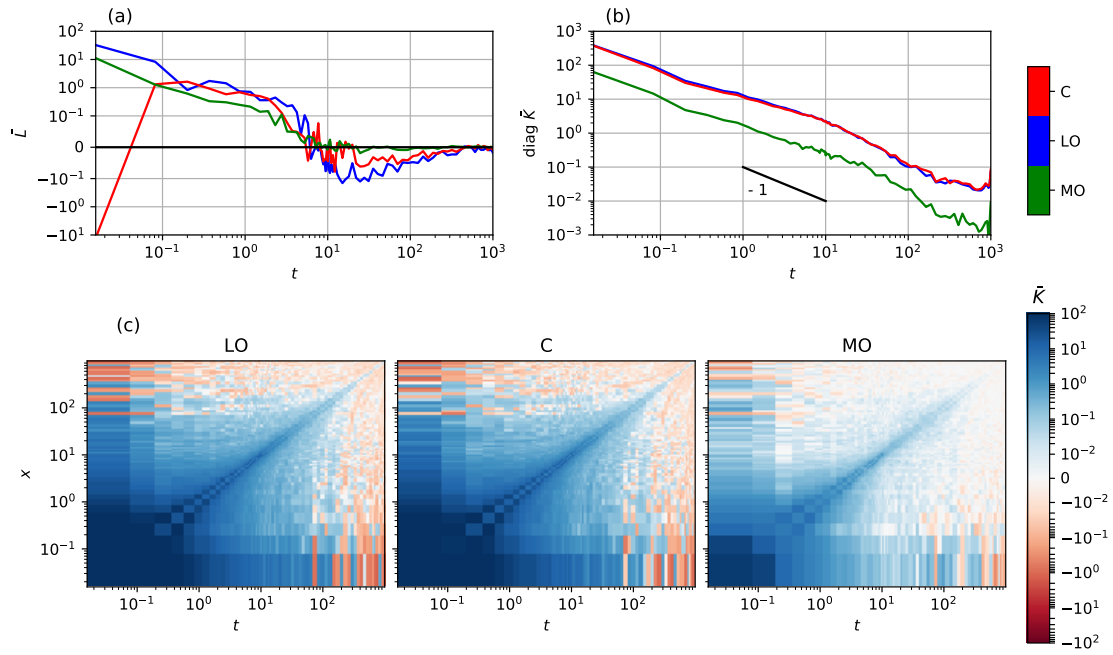 (a)
10²
10¹
10⁰
10⁻¹
0
−10⁻¹
−10⁰
−10¹
L̄
10⁻¹ 10⁰ 10¹ 10² 10³
t
(b)
10³
10²
10¹
10⁰
10⁻¹
10⁻²
10⁻³
diag K̄
- 1
10⁻¹ 10⁰ 10¹ 10² 10³
t
C
LO
MO
(c)
LO C MO
10²
10¹
10⁰
10⁻¹
x
10⁻¹ 10⁰ 10¹ 10²
t
10⁻¹ 10⁰ 10¹ 10²
t
10⁻¹ 10⁰ 10¹ 10²
t
K̄
10²
10¹
10⁰
10⁻¹
10⁻²
0
−10⁻²
−10⁻¹
−10⁰
−10¹
−10²